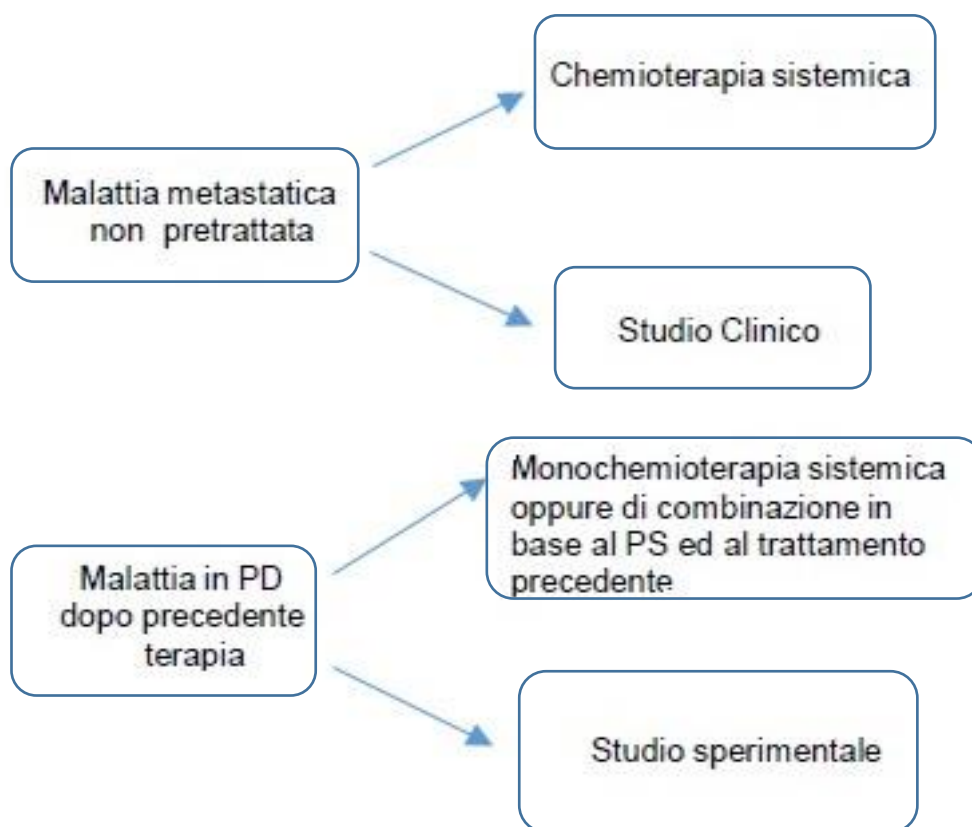 Chemioterapia sistemica
Malattia metastatica
non pretrattata
Studio Clinico
Monochemioterapia sistemica
oppure di combinazione in
base al PS ed al trattamento
precedente
Malattia in PD
dopo precedente
terapia
Studio sperimentale